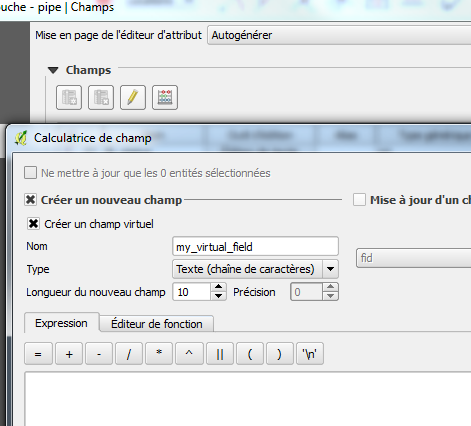 uche - pipe | Champs
Mise en page de l'éditeur d'attribut Autogénérer
Champs
Calculatrice de champ
Ne mettre à jour que les 0 entités sélectionnées
Créer un nouveau champ Mise à jour d'un c
Créer un champ virtuel
Nom my_virtual_field
fid
Type Texte (chaîne de caractères)
Longueur du nouveau champ 10 Précision 0
Expression Éditeur de fonction
= + - / * ^ || ( ) '\n'